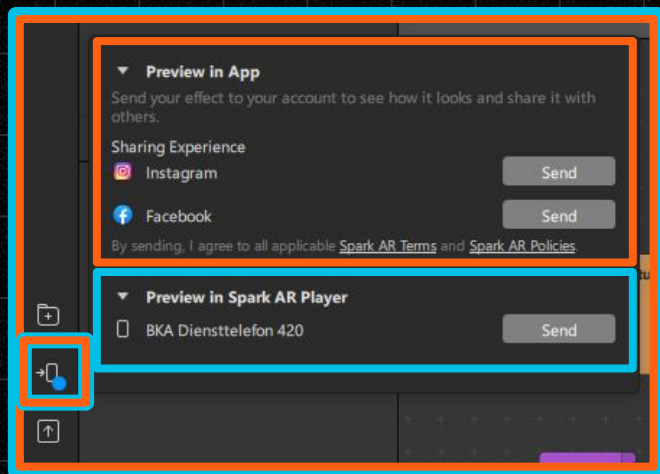 Preview in App
Send your effect to your account to see how it looks and share it with
others.
Sharing Experience
Instagram
Send
Facebook
Send
By sending, I agree to all applicable Spark AR Terms and Spark AR Policies.
Preview in Spark AR Player
BKA Diensttelefon 420
Send